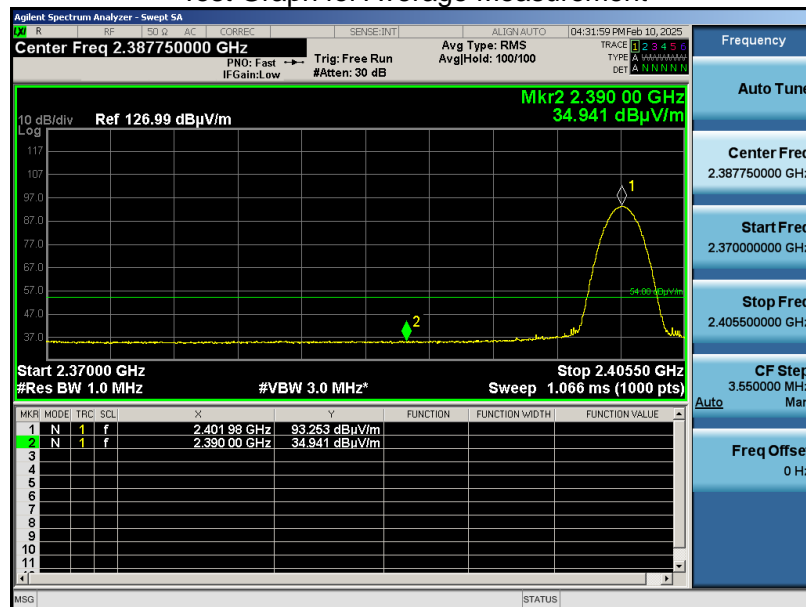 Test Graph for Average Measurement
Agilent Spectrum Analyzer - Swept SA
LXI R RF 50 Ω AC CORREC SENSE:INT ALIGN AUTO 04:31:59 PM Feb 10, 2025
Center Freq 2.387750000 GHz
PNO: Fast
IFGain:Low
Trig: Free Run
#Atten: 30 dB
Avg Type: RMS
Avg|Hold: 100/100
TRACE 1 2 3 4 5 6
TYPE A
DET A N N N N N
Mkr2 2.390 00 GHz
34.941 dBµV/m
10 dB/div Ref 126.99 dBµV/m
Log
117
107
97.0
87.0
77.0
67.0
57.0
47.0
37.0
1
54.00 dBµV/m
2
Start 2.37000 GHz Stop 2.40550 GHz
#Res BW 1.0 MHz #VBW 3.0 MHz* Sweep 1.066 ms (1000 pts)
MKR MODE TRC SCL X Y FUNCTION FUNCTION WIDTH FUNCTION VALUE
1 N 1 f 2.401 98 GHz 93.253 dBµV/m
2 N 1 f 2.390 00 GHz 34.941 dBµV/m
3
4
5
6
7
8
9
10
11
MSG STATUS
Frequency
Auto Tune
Center Freq
2.387750000 GHz
Start Freq
2.370000000 GHz
Stop Freq
2.405500000 GHz
CF Step
3.550000 MHz
Auto Man
Freq Offset
0 Hz